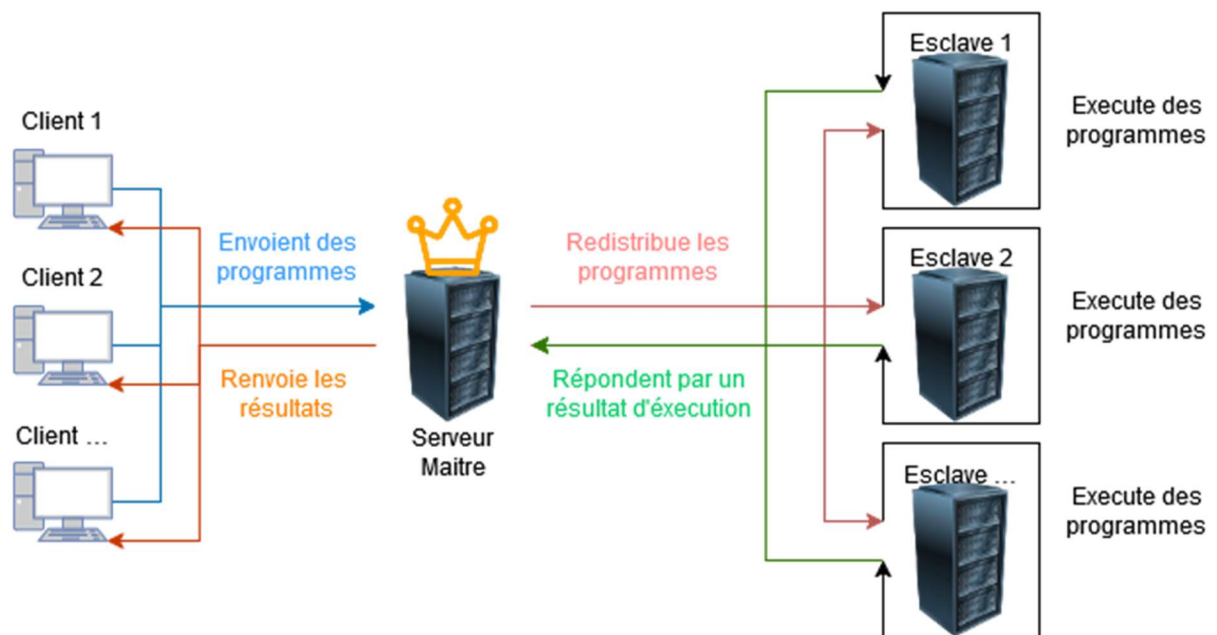 Client 1
Client 2
Client ...
Envoient des
programmes
Renvoie les
résultats
Serveur
Maitre
Redistribue les
programmes
Répondent par un
résultat d'éxecution
Esclave 1
Execute des
programmes
Esclave 2
Execute des
programmes
Esclave ...
Execute des
programmes